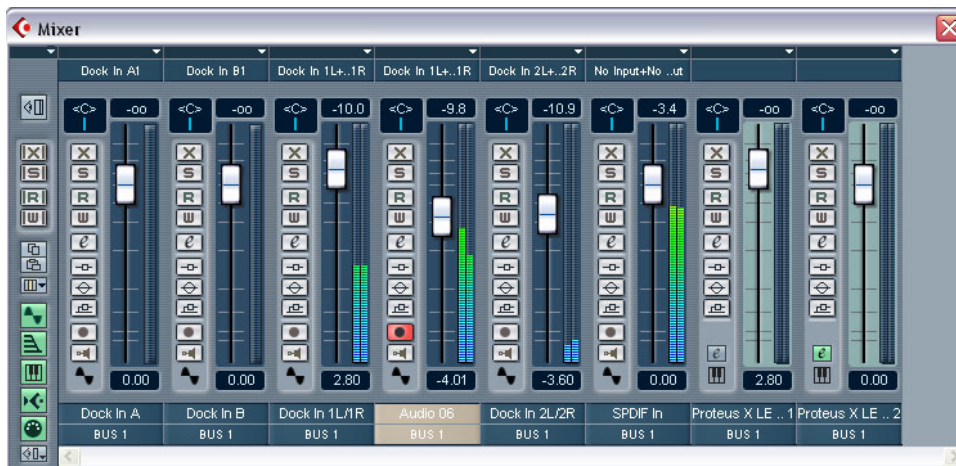 Mixer
Dock In A1 Dock In B1 Dock In 1L+..1R Dock In 1L+..1R Dock In 2L+..2R No Input+No ..ut
<C> -oo <C> -oo <C> -10.0 <C> -9.8 <C> -10.9 <C> -3.4 <C> -oo <C> -oo
X X X X X X X X X
S S S S S S S S S
R R R R R R R R R
W W W W W W W W W
e e e e e e e e
e e
0.00 0.00 2.80 -4.01 -3.60 0.00 2.80 0.00
Dock In A Dock In B Dock In 1L/1R Audio 06 Dock In 2L/2R SPDIF In Proteus X LE .. 1 Proteus X LE .. 2
BUS 1 BUS 1 BUS 1 BUS 1 BUS 1 BUS 1 BUS 1 BUS 1